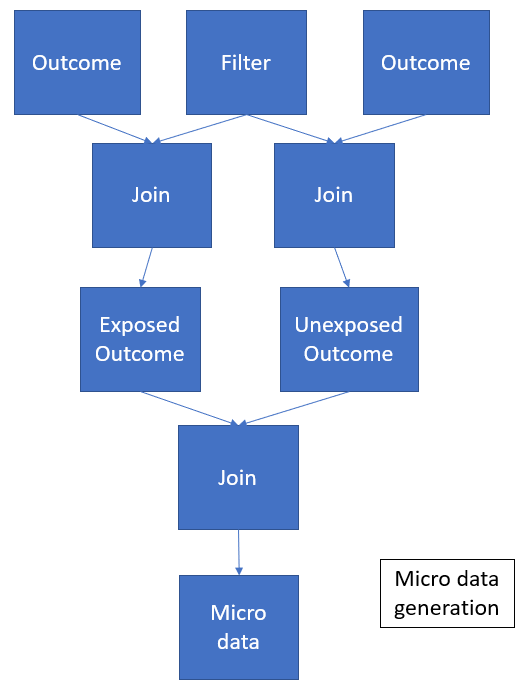 Outcome
Filter
Outcome
Join
Join
Exposed
Outcome
Unexposed
Outcome
Join
Micro data
generation
Micro
data